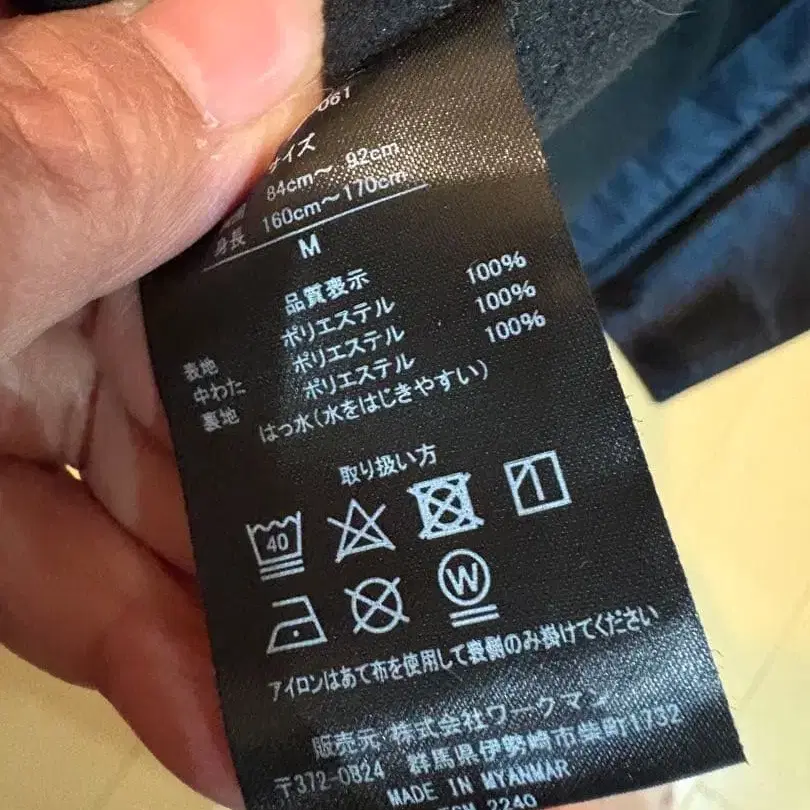 061
サイズ
84cm～ 92cm
身長 160cm～170cm
M
品質表示
表地 ポリエステル 100%
中わた ポリエステル 100%
裏地 ポリエステル 100%
はっ水(水をはじきやすい)
取り扱い方
40
W
アイロンはあて布を使用して裏側のみ掛けてください
販売元 株式会社ワークマン
〒372-0824 群馬県伊勢崎市柴町1732
MADE IN MYANMAR
2240